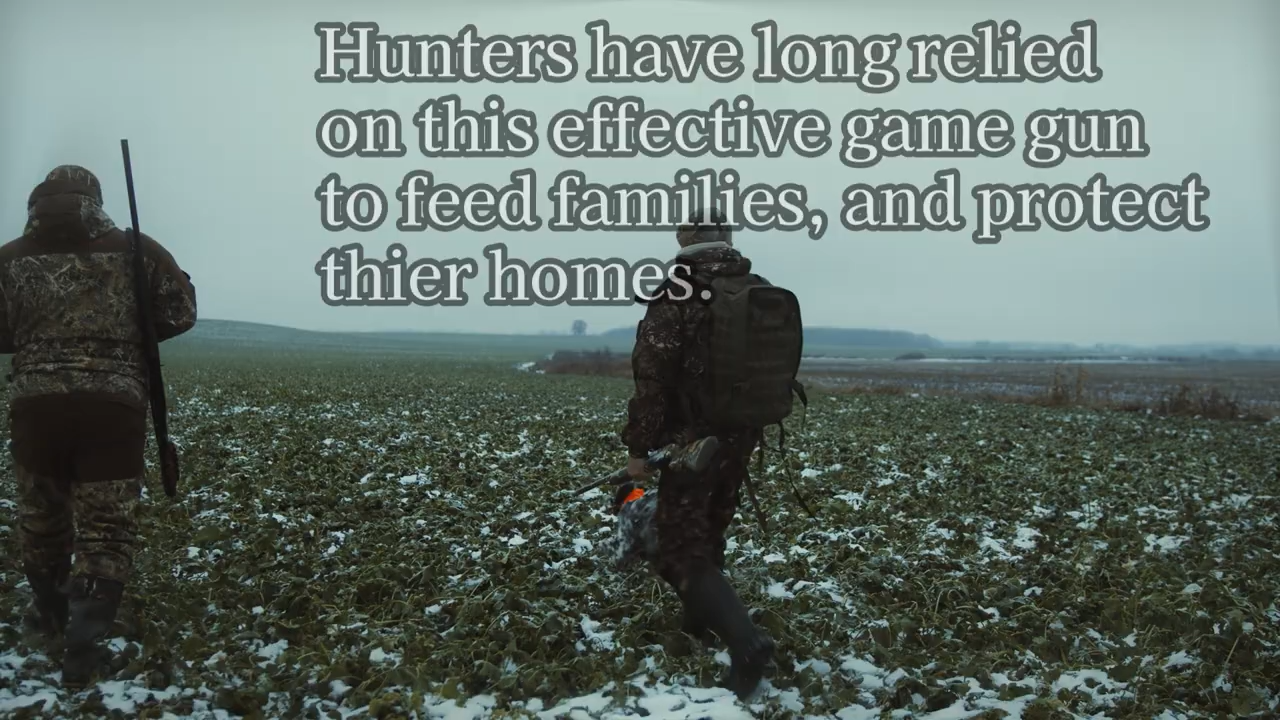 Hunters have long relied
on this effective game gun
to feed families, and protect
thier homes.